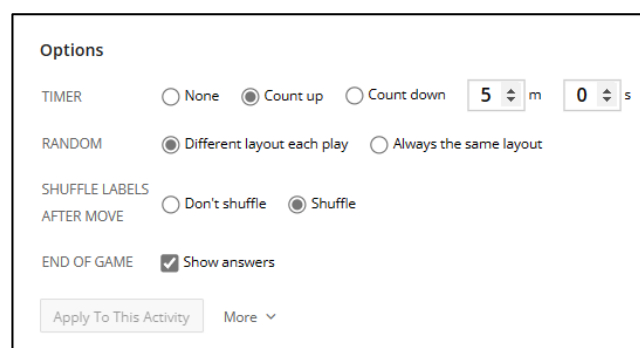 Options
TIMER None Count up Count down 5 m 0 s
RANDOM Different layout each play Always the same layout
SHUFFLE LABELS
AFTER MOVE Don't shuffle Shuffle
END OF GAME Show answers
Apply To This Activity More